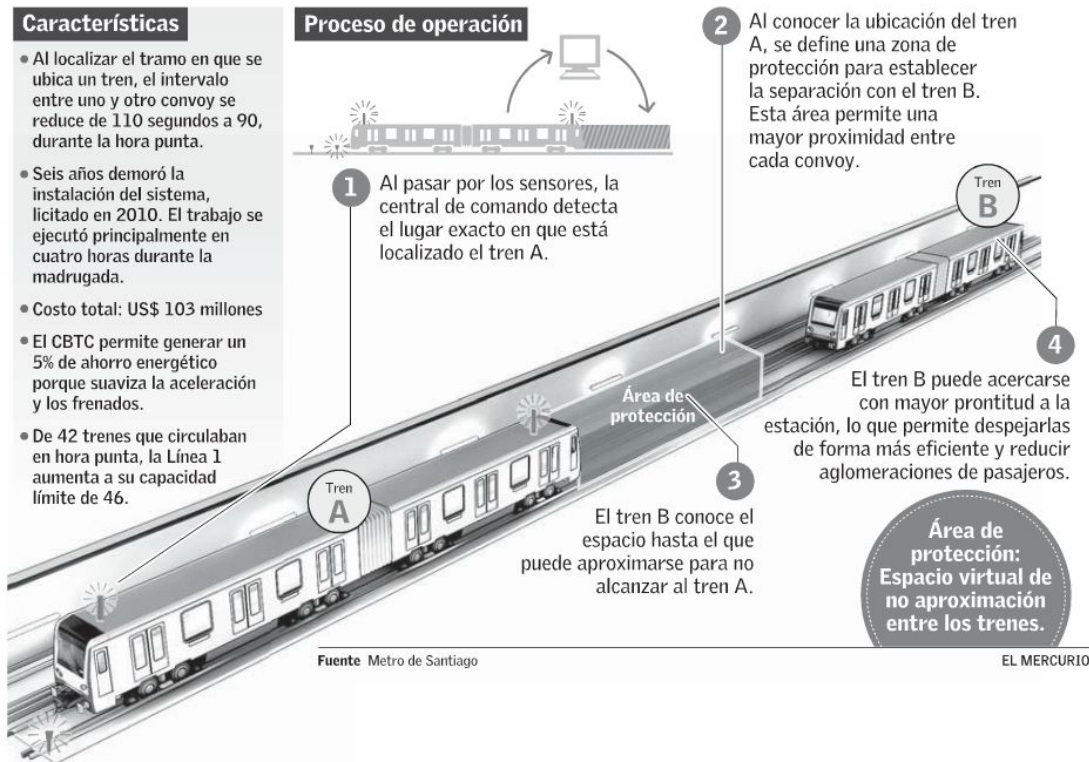 Características
• Al localizar el tramo en que se
ubica un tren, el intervalo
entre uno y otro convoy se
reduce de 110 segundos a 90,
durante la hora punta.
• Seis años demoró la
instalación del sistema,
licitado en 2010. El trabajo se
ejecutó principalmente en
cuatro horas durante la
madrugada.
• Costo total: US$ 103 millones
• El CBTC permite generar un
5% de ahorro energético
porque suaviza la aceleración
y los frenados.
• De 42 trenes que circulaban
en hora punta, la Línea 1
aumenta a su capacidad
límite de 46.
Proceso de operación
1
Al pasar por los sensores, la
central de comando detecta
el lugar exacto en que está
localizado el tren A.
2
Al conocer la ubicación del tren
A, se define una zona de
protección para establecer
la separación con el tren B.
Esta área permite una
mayor proximidad entre
cada convoy.
Tren
B
Área de
protección
Tren
A
3
El tren B conoce el
espacio hasta el que
puede aproximarse para no
alcanzar al tren A.
4
El tren B puede acercarse
con mayor prontitud a la
estación, lo que permite despejarlas
de forma más eficiente y reducir
aglomeraciones de pasajeros.
Área de
protección:
Espacio virtual de
no aproximación
entre los trenes.
Fuente Metro de Santiago
EL MERCURIO